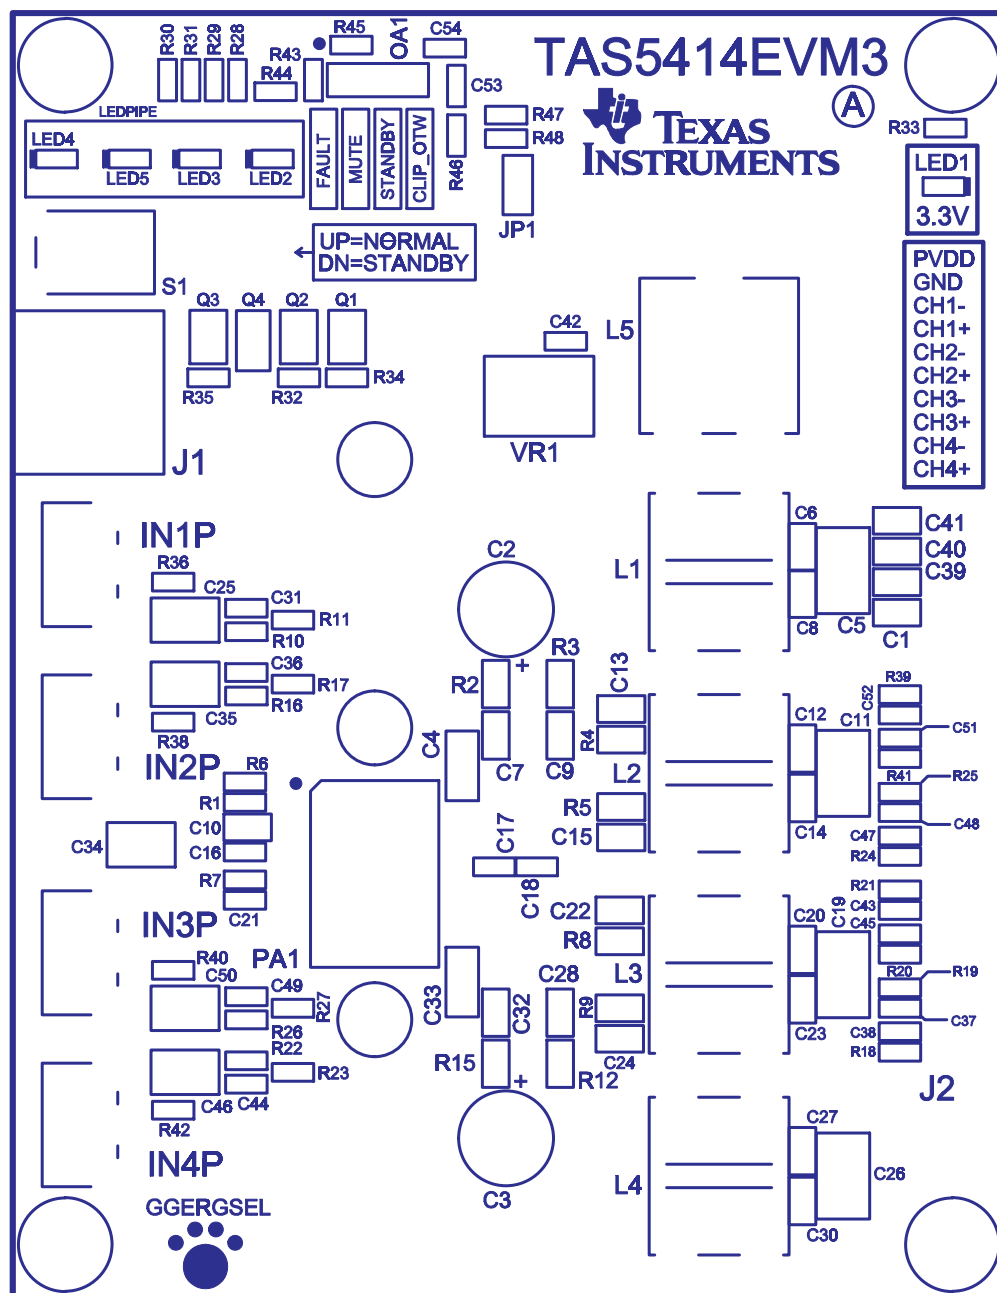 R30
R31
R29
R28
R43
R44
R45
OA1
C54
C53
TAS5414EVM3
A
LEDPIPE
LED4
LED5
LED3
LED2
FAULT
MUTE
STANDBY
CLIP_OTW
R46
R47
R48
JP1
TEXAS
INSTRUMENTS
R33
LED1
3.3V
UP=NORMAL
DN=STANDBY
S1
PVDD
GND
CH1-
CH1+
CH2-
CH2+
CH3-
CH3+
CH4-
CH4+
Q3
Q4
Q2
Q1
R35
R32
R34
C42
VR1
L5
J1
IN1P
R36
C25
C31
R11
R10
C2
L1
C6
C8
C5
C41
C40
C39
C1
C36
R17
R16
C35
R38
IN2P
R2
+
R3
C13
C4
C7
C9
R4
L2
C12
C11
C14
R39
C52
C51
R41
R25
C48
C47
R24
R6
R1
C10
C16
C34
R7
C21
R5
C15
C17
C18
IN3P
PA1
R40
C50
C49
R27
R26
C22
R8
L3
C20
C19
C23
R21
C43
C45
R20
R19
C37
C38
R18
C33
C32
C28
R9
C24
R15
R12
+
R22
R23
C46
C44
R42
IN4P
C3
L4
C27
C26
C30
J2
GGERGSEL